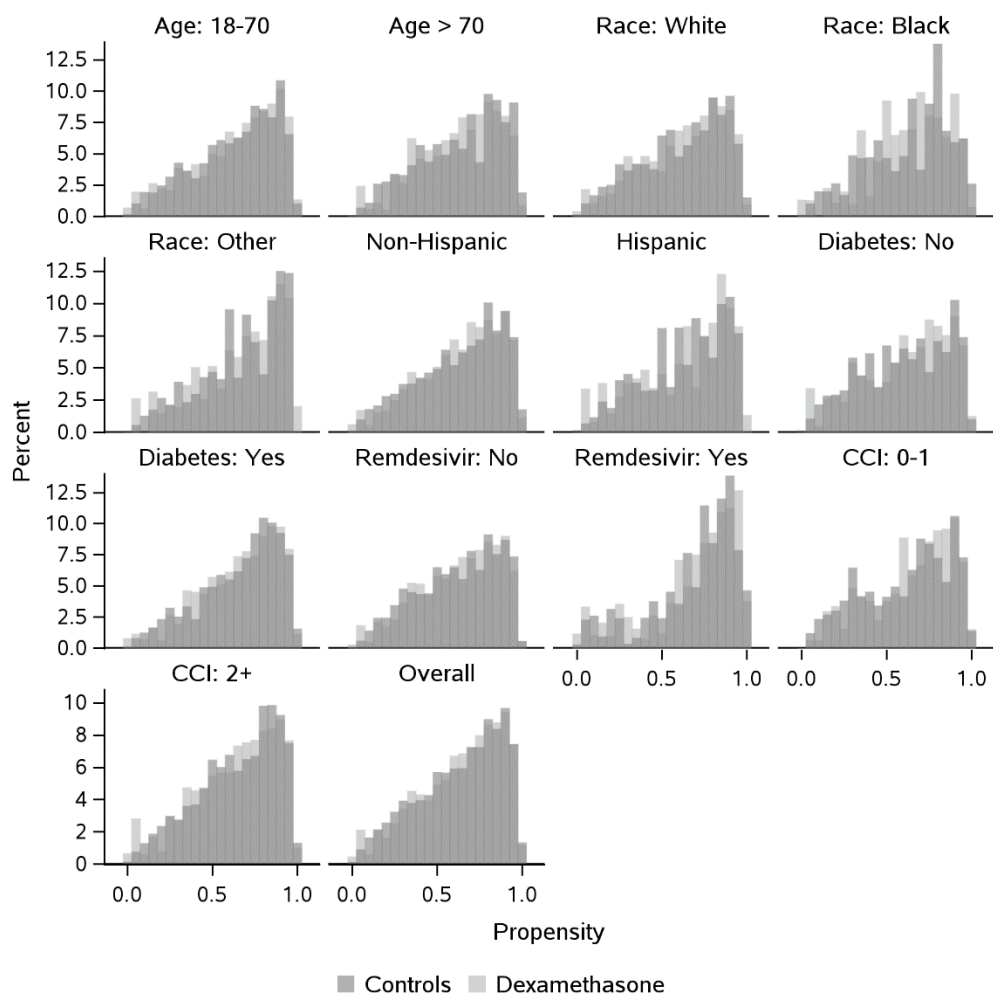 Age: 18-70 Age > 70 Race: White Race: Black
12.5
10.0
7.5
5.0
2.5
0.0
Race: Other Non-Hispanic Hispanic Diabetes: No
12.5
10.0
7.5
5.0
2.5
0.0
Percent
Diabetes: Yes Remdesivir: No Remdesivir: Yes CCI: 0-1
12.5
10.0
7.5
5.0
2.5
0.0
0.0 0.5 1.0 0.0 0.5 1.0
CCI: 2+ Overall
10
8
6
4
2
0
0.0 0.5 1.0 0.0 0.5 1.0
Propensity
Controls Dexamethasone